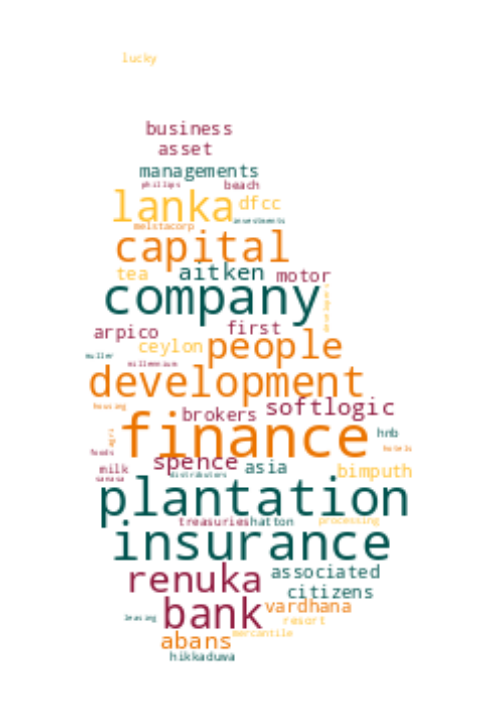 lucky
business
asset
managements
phillips beach
lanka dfcc
investments
melstacorp
capital
tea aitken motor
company
arpico first
ceylon people
muller
millennium
development
housing softlogic
brokers
finance hnb
agri
hotels
foods
spence asia
milk distributors bimputh
sanasa
plantation
treasuries hatton processing
insurance
renuka associated
citizens
bank vardhana
leasing resort
abans mercantile
hikkaduwa